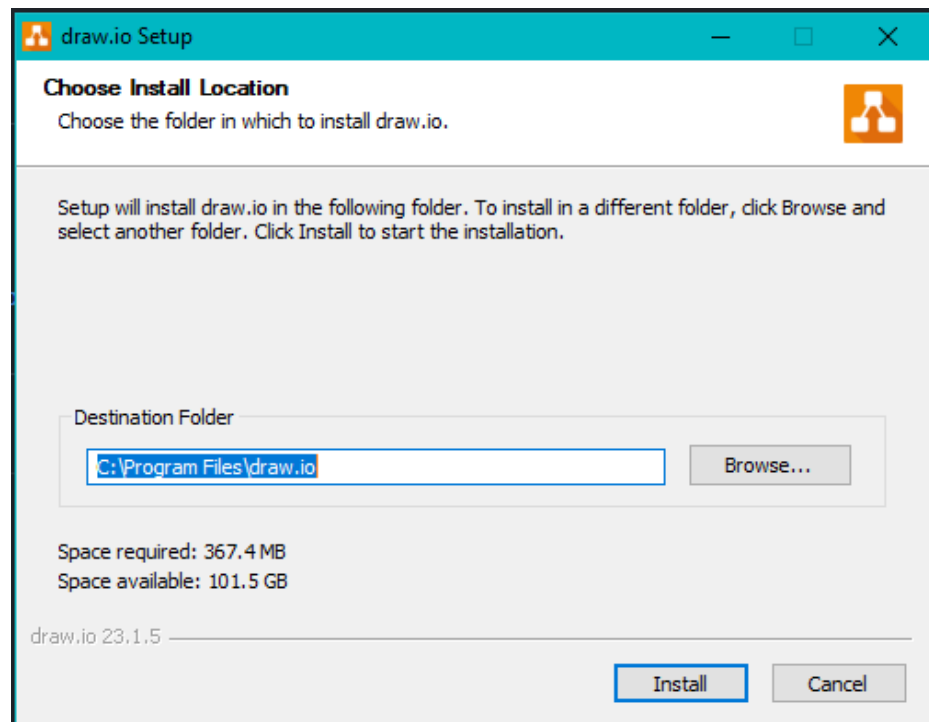 draw.io Setup
Choose Install Location
Choose the folder in which to install draw.io.
Setup will install draw.io in the following folder. To install in a different folder, click Browse and
select another folder. Click Install to start the installation.
Destination Folder
C:\Program Files\draw.io
Browse...
Space required: 367.4 MB
Space available: 101.5 GB
draw.io 23.1.5
Install
Cancel